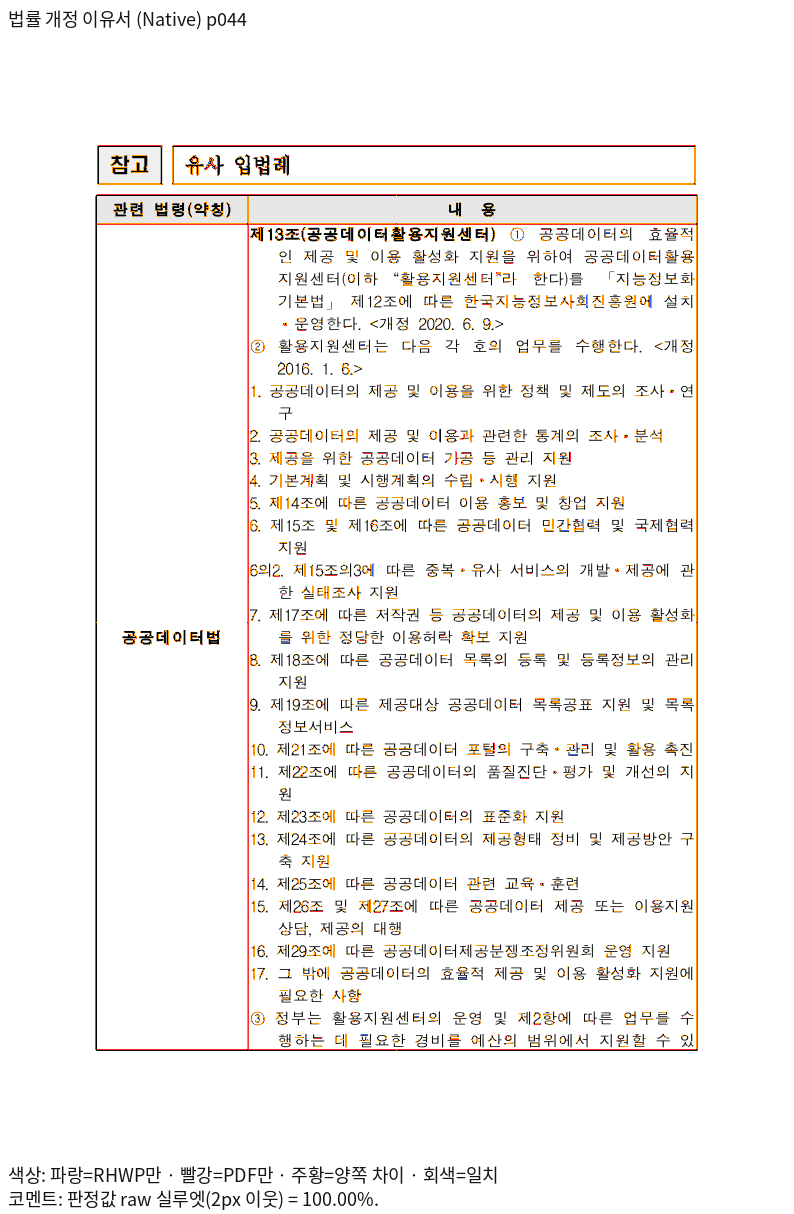 법률 개정 이유서 (Native) p044
참고 유사 입법례
관련 법령(약칭) 내 용
제13조(공공데이터활용지원센터) ① 공공데이터의 효율적
인 제공 및 이용 활성화 지원을 위하여 공공데이터활용
지원센터(이하 “활용지원센터”라 한다)를 「지능정보화
기본법」 제12조에 따른 한국지능정보사회진흥원에 설치
・운영한다. <개정 2020. 6. 9.>
② 활용지원센터는 다음 각 호의 업무를 수행한다. <개정
2016. 1. 6.>
1. 공공데이터의 제공 및 이용을 위한 정책 및 제도의 조사・연
구
2. 공공데이터의 제공 및 이용과 관련한 통계의 조사・분석
3. 제공을 위한 공공데이터 가공 등 관리 지원
4. 기본계획 및 시행계획의 수립・시행 지원
5. 제14조에 따른 공공데이터 이용 홍보 및 창업 지원
6. 제15조 및 제16조에 따른 공공데이터 민간협력 및 국제협력
지원
6의2. 제15조의3에 따른 중복・유사 서비스의 개발・제공에 관
한 실태조사 지원
7. 제17조에 따른 저작권 등 공공데이터의 제공 및 이용 활성화
를 위한 정당한 이용허락 확보 지원
공공데이터법
8. 제18조에 따른 공공데이터 목록의 등록 및 등록정보의 관리
지원
9. 제19조에 따른 제공대상 공공데이터 목록공표 지원 및 목록
정보서비스
10. 제21조에 따른 공공데이터 포털의 구축・관리 및 활용 촉진
11. 제22조에 따른 공공데이터의 품질진단・평가 및 개선의 지
원
12. 제23조에 따른 공공데이터의 표준화 지원
13. 제24조에 따른 공공데이터의 제공형태 정비 및 제공방안 구
축 지원
14. 제25조에 따른 공공데이터 관련 교육・훈련
15. 제26조 및 제27조에 따른 공공데이터 제공 또는 이용지원
상담, 제공의 대행
16. 제29조에 따른 공공데이터제공분쟁조정위원회 운영 지원
17. 그 밖에 공공데이터의 효율적 제공 및 이용 활성화 지원에
필요한 사항
③ 정부는 활용지원센터의 운영 및 제2항에 따른 업무를 수
행하는 데 필요한 경비를 예산의 범위에서 지원할 수 있
색상: 파랑=RHWP만 · 빨강=PDF만 · 주황=양쪽 차이 · 회색=일치
코멘트: 판정값 raw 실루엣(2px 이웃) = 100.00%.